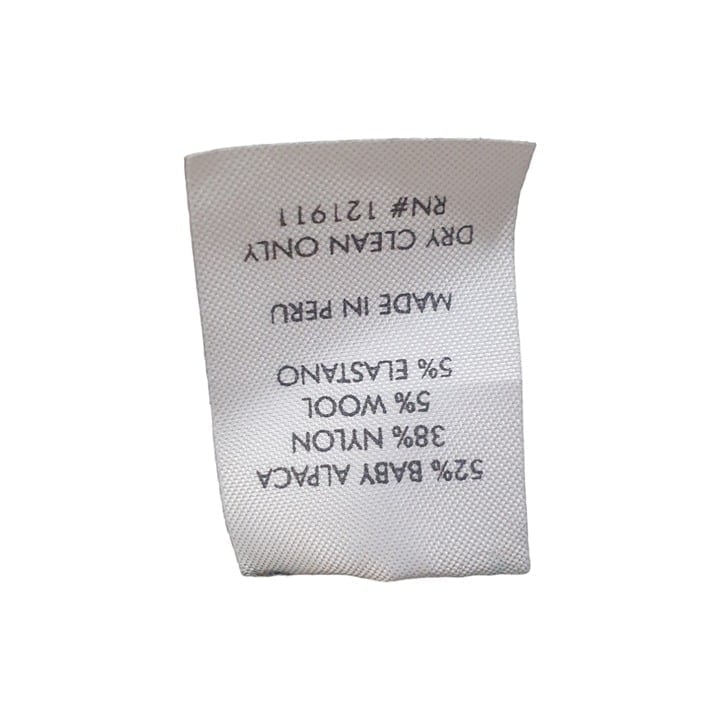 52% BABY ALPACA
38% NYLON
5% WOOL
5% ELASTANO
MADE IN PERU
DRY CLEAN ONLY
RN# 121911